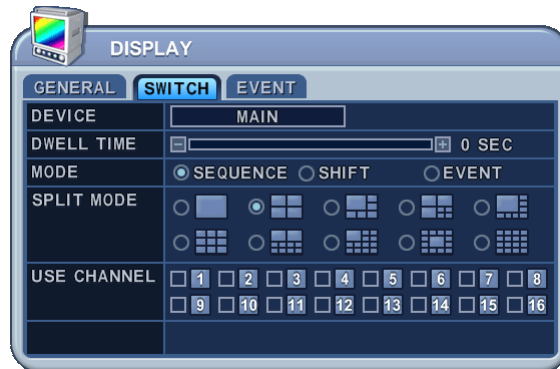 DISPLAY
GENERAL SWITCH EVENT
DEVICE MAIN
DWELL TIME 0 SEC
MODE SEQUENCE SHIFT EVENT
SPLIT MODE
USE CHANNEL 1 2 3 4 5 6 7 8
9 10 11 12 13 14 15 16